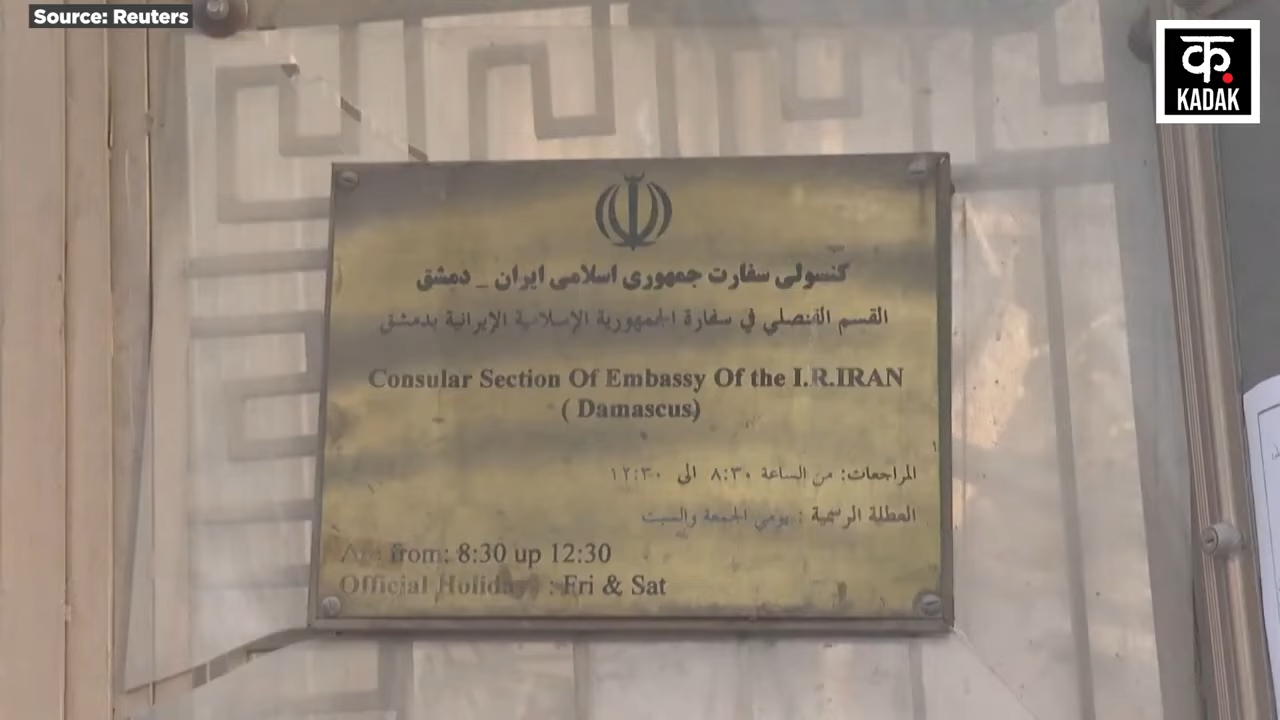 Source: Reuters
क.
KADAK
کنسولی سفارت جمهوری اسلامی ایران _ دمشق
القسم القنصلي في سفارة الجمهورية الإسلامية الإيرانية بدمشق
Consular Section Of Embassy Of the I.R.IRAN
( Damascus)
المراجعات: من الساعة ٨:٣٠ الى ١٢:٣٠
العطلة الرسمية : يومي الجمعة والسبت
from: 8:30 up 12:30
Official Holidays : Fri & Sat